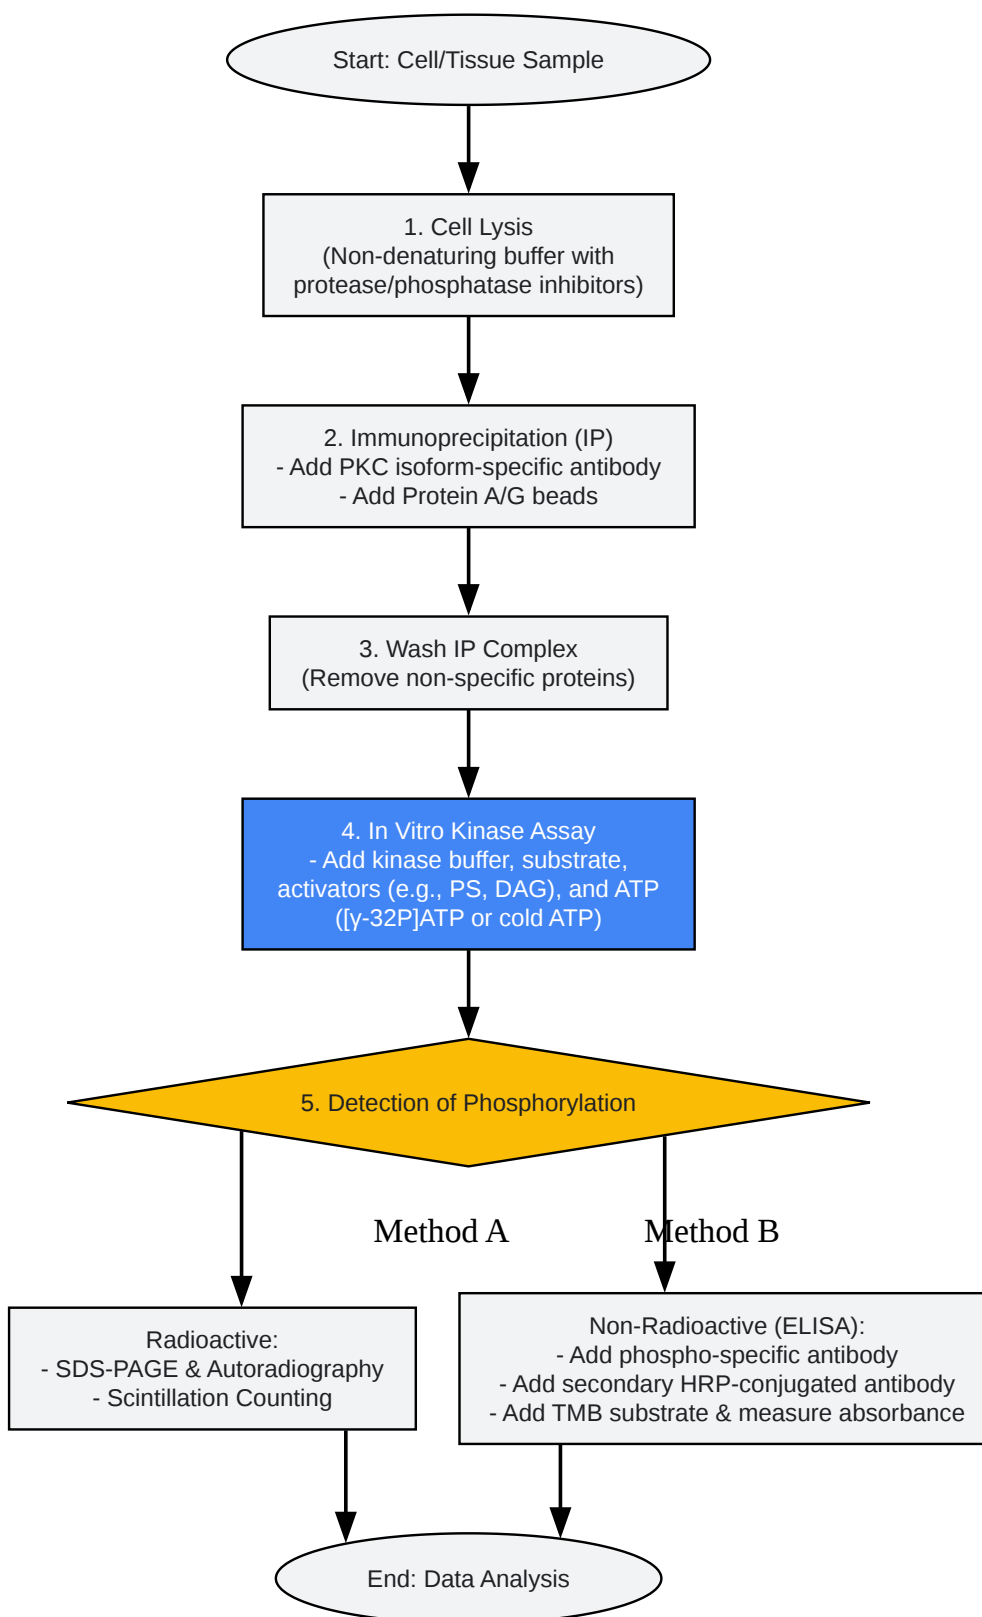 Start: Cell/Tissue Sample
1. Cell Lysis
(Non-denaturing buffer with
protease/phosphatase inhibitors)
2. Immunoprecipitation (IP)
- Add PKC isoform-specific antibody
- Add Protein A/G beads
3. Wash IP Complex
(Remove non-specific proteins)
4. In Vitro Kinase Assay
- Add kinase buffer, substrate,
activators (e.g., PS, DAG), and ATP
([γ-32P]ATP or cold ATP)
5. Detection of Phosphorylation
Method A
Method B
Radioactive:
- SDS-PAGE & Autoradiography
- Scintillation Counting
Non-Radioactive (ELISA):
- Add phospho-specific antibody
- Add secondary HRP-conjugated antibody
- Add TMB substrate & measure absorbance
End: Data Analysis